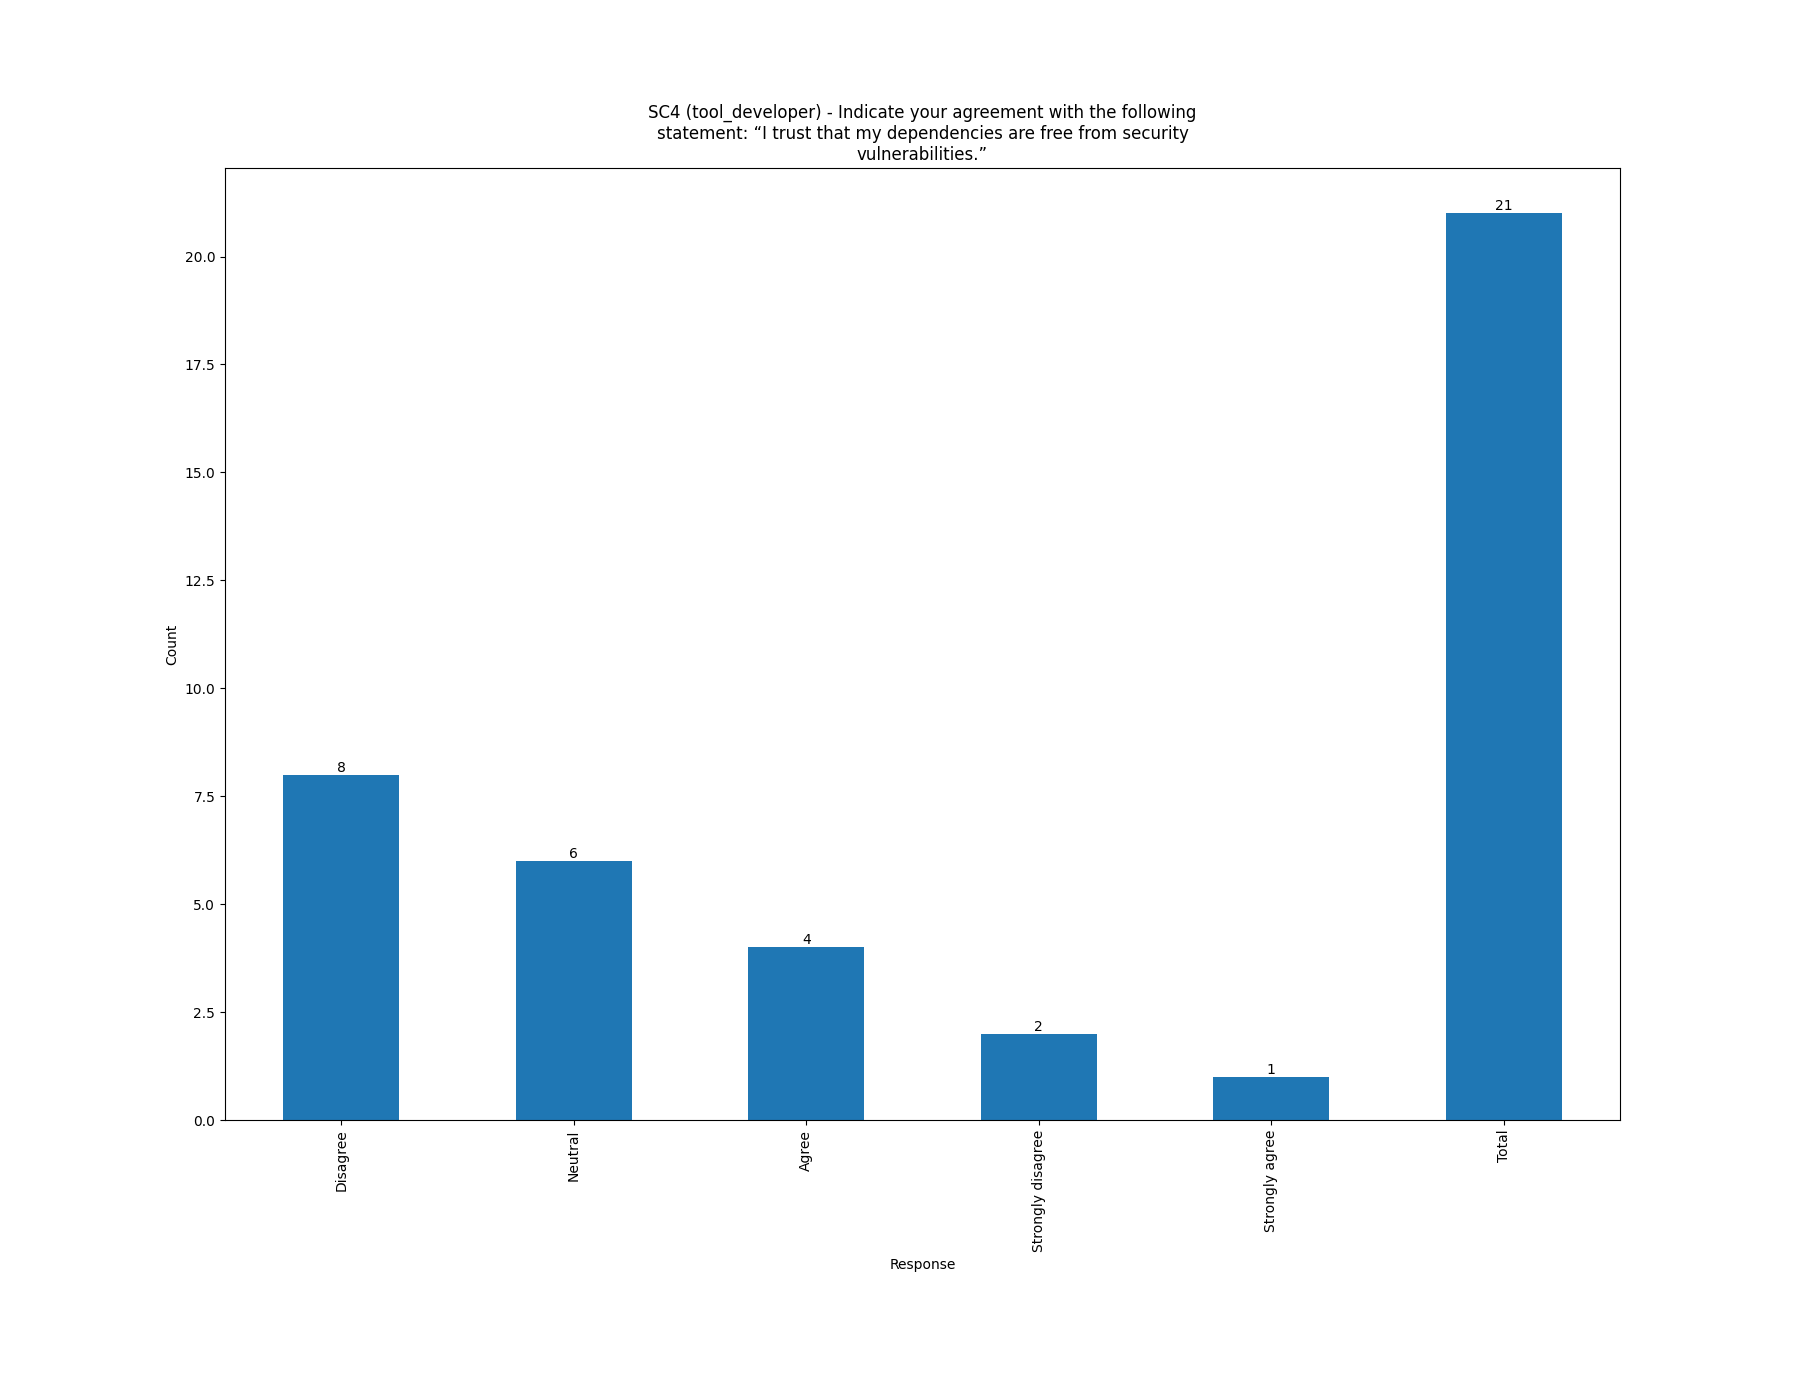 SC4 (tool_developer) - Indicate your agreement with the following
statement: “I trust that my dependencies are free from security
vulnerabilities.”
21
20.0
17.5
15.0
12.5
Count
10.0
8
7.5
6
5.0
4
2.5
2
1
0.0
Disagree
Neutral
Agree
Strongly disagree
Strongly agree
Total
Response